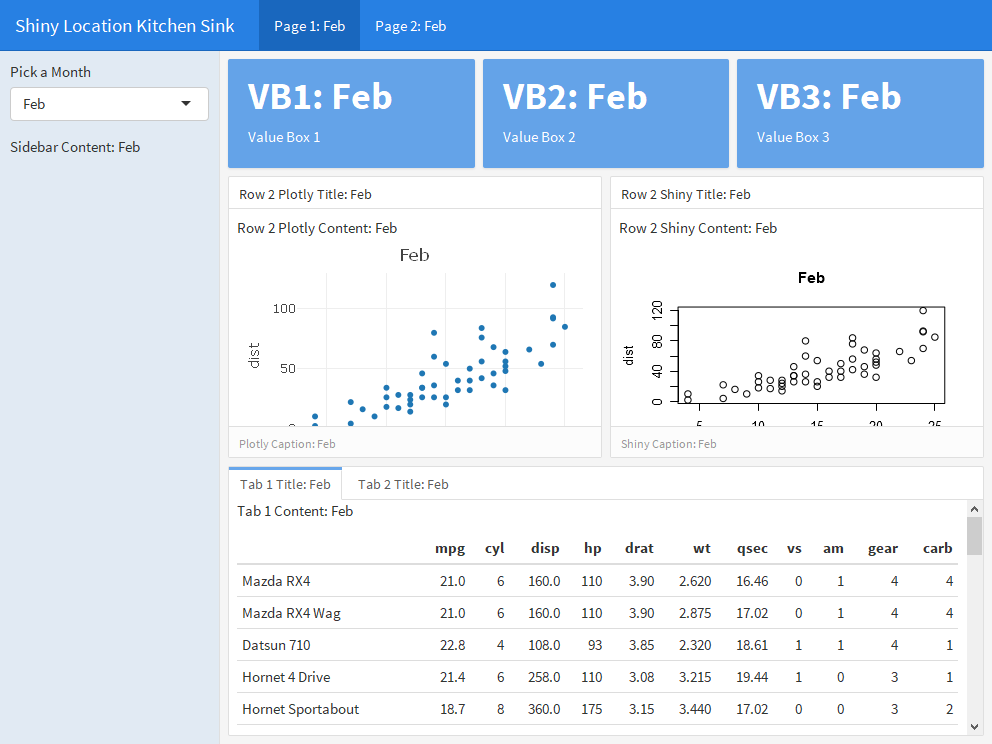 Shiny Location Kitchen Sink Page 1: Feb Page 2: Feb
Pick a Month
Feb
Sidebar Content: Feb
VB1: Feb
Value Box 1
VB2: Feb
Value Box 2
VB3: Feb
Value Box 3
Row 2 Plotly Title: Feb
Row 2 Plotly Content: Feb
Feb
100
dist
50
0
Plotly Caption: Feb
Row 2 Shiny Title: Feb
Row 2 Shiny Content: Feb
Feb
dist
0 40 80 120
5 10 15 20 25
Shiny Caption: Feb
Tab 1 Title: Feb Tab 2 Title: Feb
Tab 1 Content: Feb
mpg cyl disp hp drat wt qsec vs am gear carb
Mazda RX4 21.0 6 160.0 110 3.90 2.620 16.46 0 1 4 4
Mazda RX4 Wag 21.0 6 160.0 110 3.90 2.875 17.02 0 1 4 4
Datsun 710 22.8 4 108.0 93 3.85 2.320 18.61 1 1 4 1
Hornet 4 Drive 21.4 6 258.0 110 3.08 3.215 19.44 1 0 3 1
Hornet Sportabout 18.7 8 360.0 175 3.15 3.440 17.02 0 0 3 2